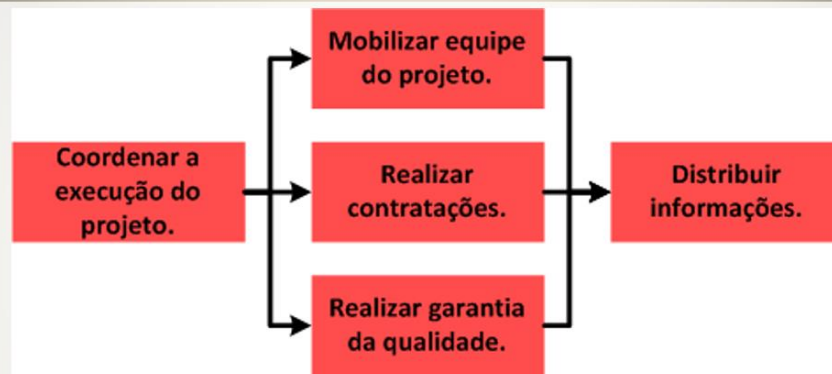 Coordenar a
execução do
projeto.
Mobilizar equipe
do projeto.
Realizar
contratações.
Realizar garantia
da qualidade.
Distribuir
informações.